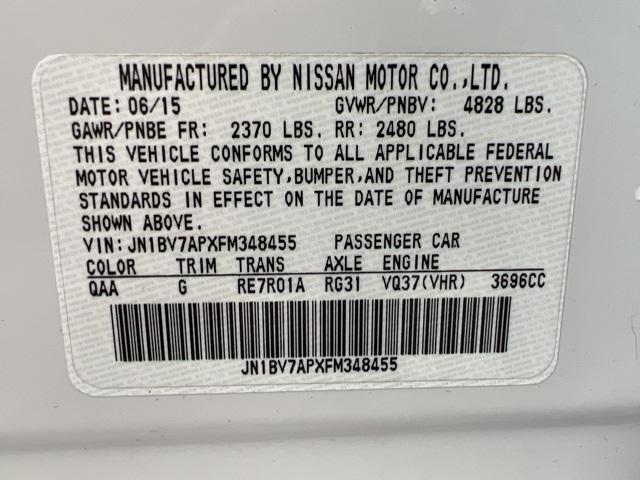 MANUFACTURED BY NISSAN MOTOR CO.,LTD.
DATE: 06/15 GVWR/PNBV: 4828 LBS.
GAWR/PNBE FR: 2370 LBS. RR: 2480 LBS.
THIS VEHICLE CONFORMS TO ALL APPLICABLE FEDERAL
MOTOR VEHICLE SAFETY,BUMPER,AND THEFT PREVENTION
STANDARDS IN EFFECT ON THE DATE OF MANUFACTURE
SHOWN ABOVE.
VIN:JN1BV7APXFM348455 PASSENGER CAR
COLOR TRIM TRANS AXLE ENGINE
QAA G RE7R01A RG31 VQ37(VHR) 3696CC
JN1BV7APXFM348455